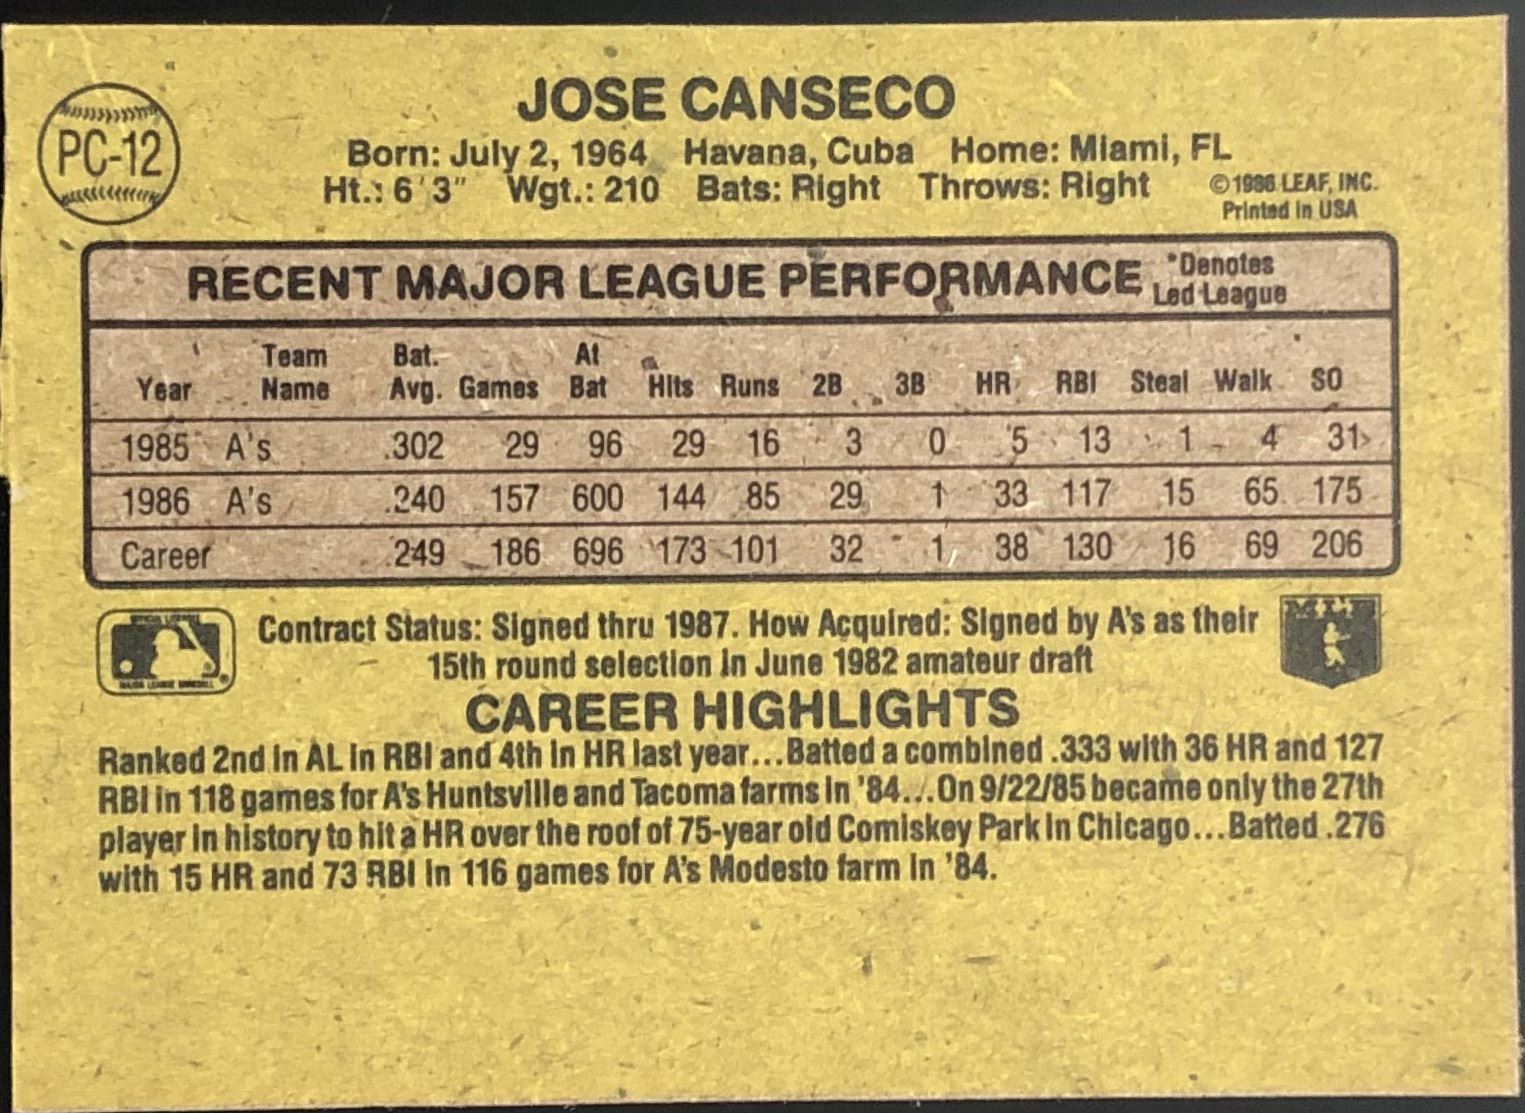 PC-12
JOSE CANSECO
Born: July 2, 1964 Havana, Cuba Home: Miami, FL
Ht.: 6'3" Wgt.: 210 Bats: Right Throws: Right
©1986 LEAF, INC.
Printed in USA
RECENT MAJOR LEAGUE PERFORMANCE
*Denotes
Led League
Year Team Name Bat. Avg. Games At Bat Hits Runs 2B 3B HR RBI Steal Walk SO
1985 A's .302 29 96 29 16 3 0 5 13 1 4 31
1986 A's .240 157 600 144 85 29 1 33 117 15 65 175
Career .249 186 696 173 101 32 1 38 130 16 69 206
Contract Status: Signed thru 1987. How Acquired: Signed by A's as their
15th round selection in June 1982 amateur draft
MAJOR LEAGUE BASEBALL
CAREER HIGHLIGHTS
Ranked 2nd in AL in RBI and 4th in HR last year...Batted a combined .333 with 36 HR and 127
RBI in 118 games for A's Huntsville and Tacoma farms in '84...On 9/22/85 became only the 27th
player in history to hit a HR over the roof of 75-year old Comiskey Park in Chicago...Batted .276
with 15 HR and 73 RBI in 116 games for A's Modesto farm in '84.